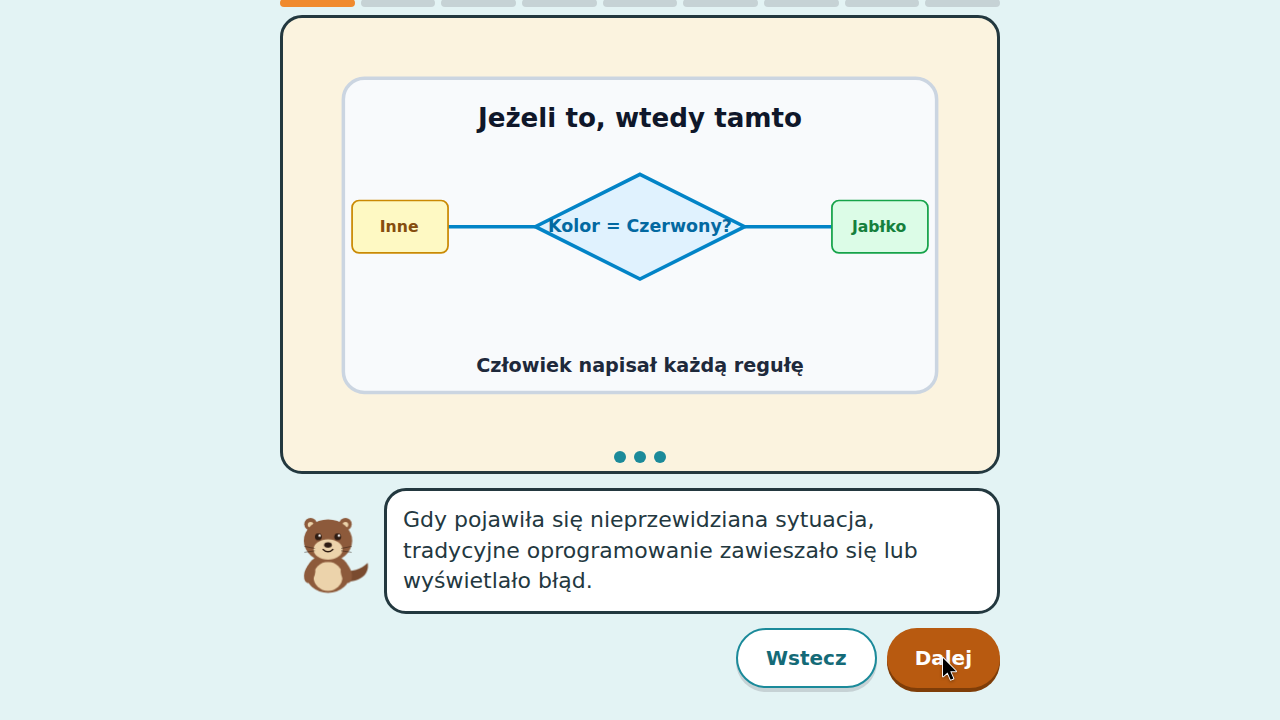 Jeżeli to, wtedy tamto
Inne
Kolor = Czerwony?
Jabłko
Człowiek napisał każdą regułę
Gdy pojawiła się nieprzewidziana sytuacja,
tradycyjne oprogramowanie zawieszało się lub
wyświetlało błąd.
Wstecz
Dalej